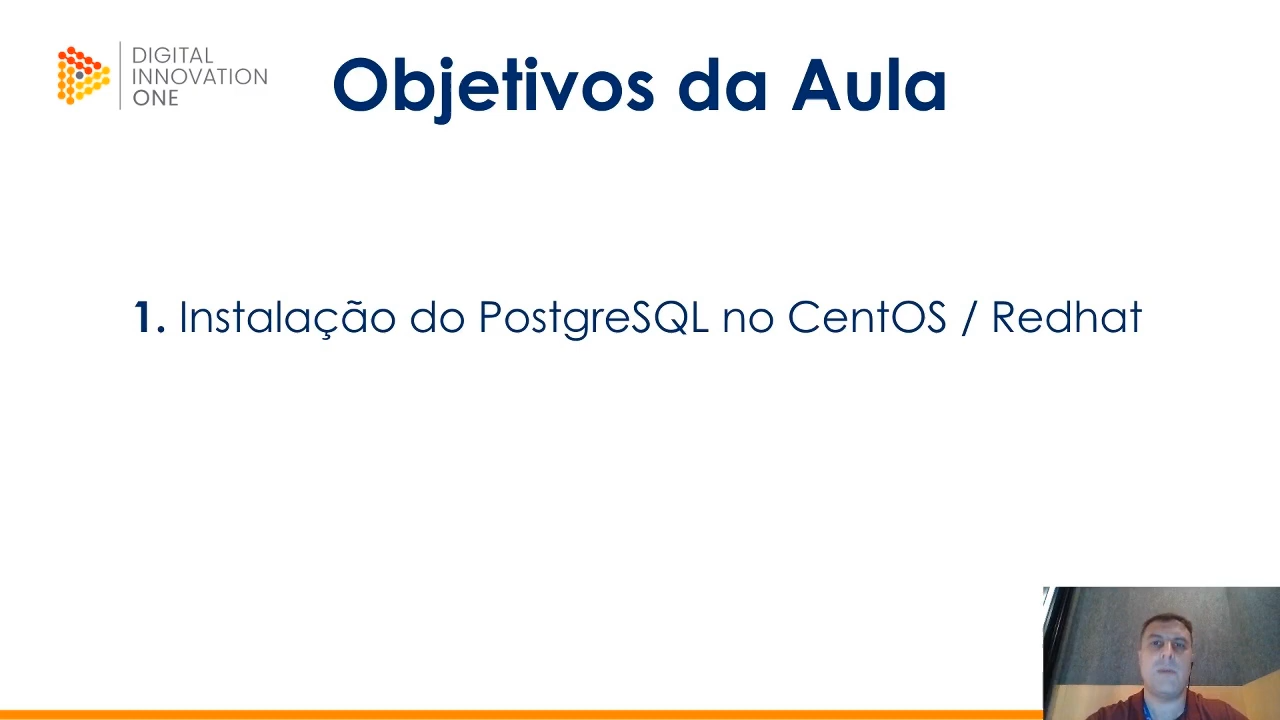 DIGITAL
INNOVATION
ONE
Objetivos da Aula
1. Instalação do PostgreSQL no CentOS / Redhat